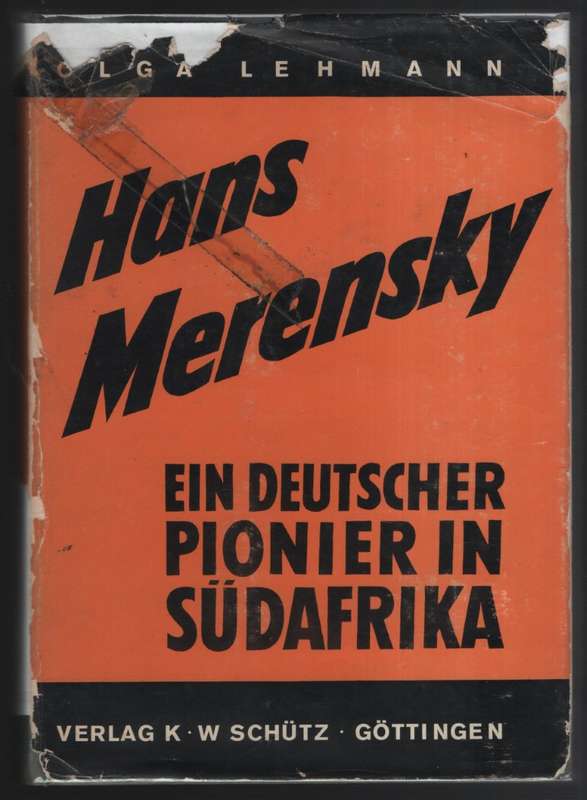 OLGA LEHMANN
Hans
Merensky
EIN DEUTSCHER
PIONIER IN
SÜDAFRIKA
VERLAG K · W SCHÜTZ · GÖTTINGEN